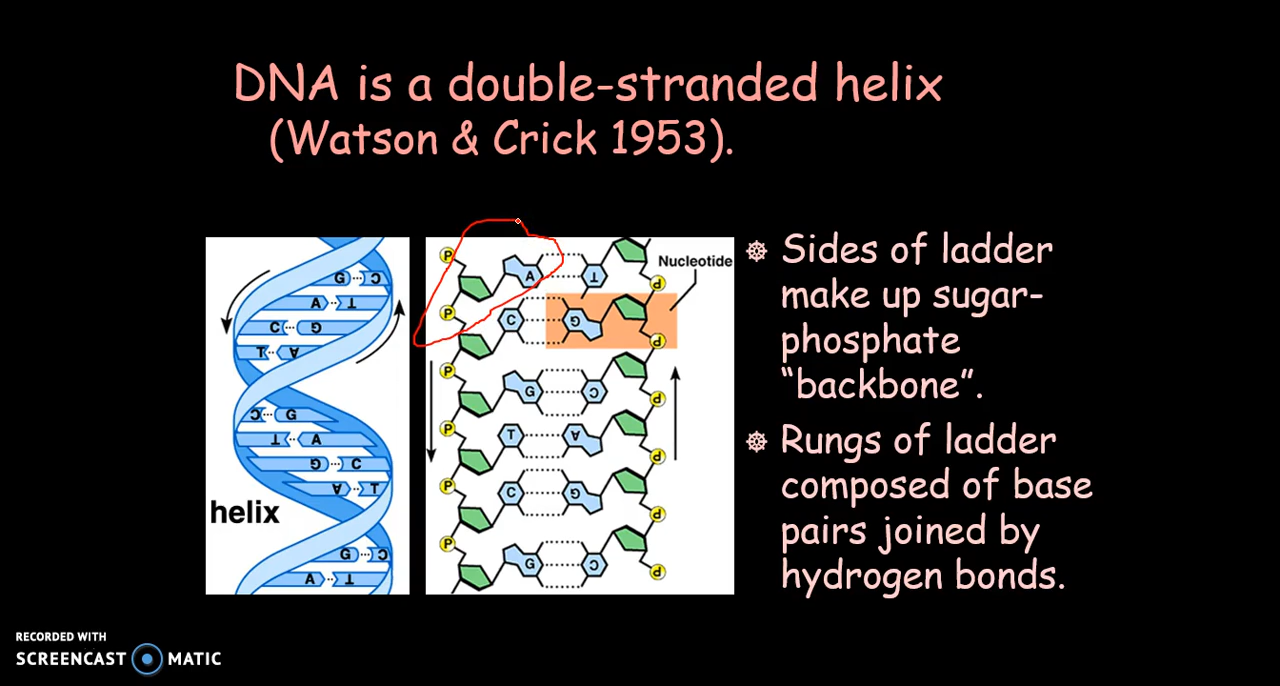 DNA is a double-stranded helix
(Watson & Crick 1953).
G C
A T
C G
T A
C G
T A
G C
A T
C G
A T
helix
P
A T
Nucleotide
P
P
C G
P
P
G C
P
P
T A
P
P
C G
P
P
G C
P
P
Sides of ladder
make up sugar-
phosphate
“backbone”.
Rungs of ladder
composed of base
pairs joined by
hydrogen bonds.
RECORDED WITH
SCREENCAST MATIC